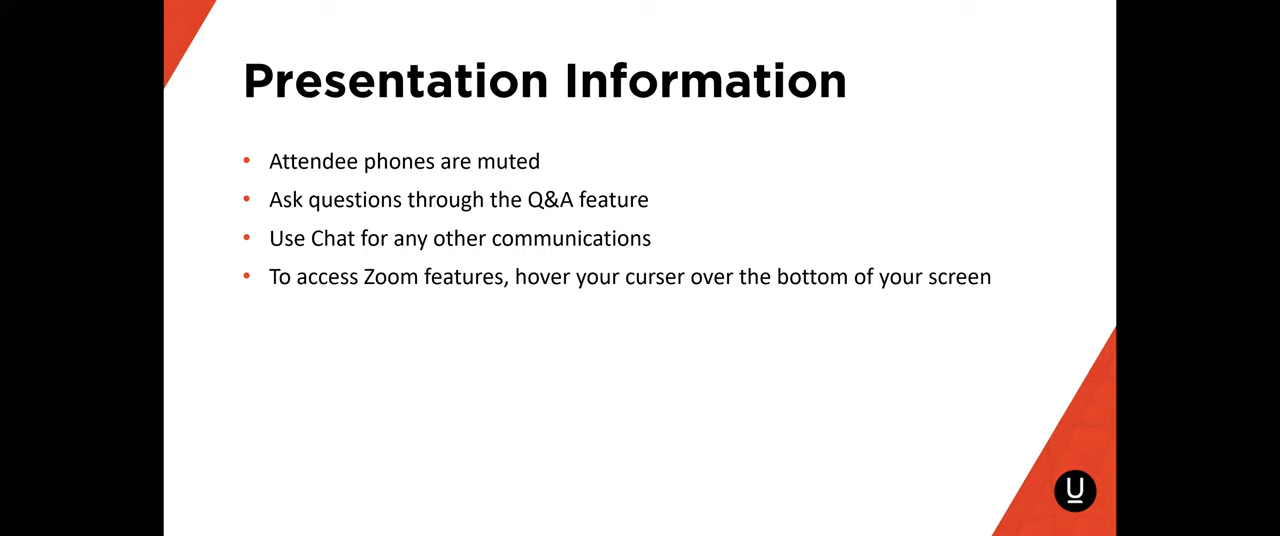 Presentation Information
• Attendee phones are muted
• Ask questions through the Q&A feature
• Use Chat for any other communications
• To access Zoom features, hover your curser over the bottom of your screen
U